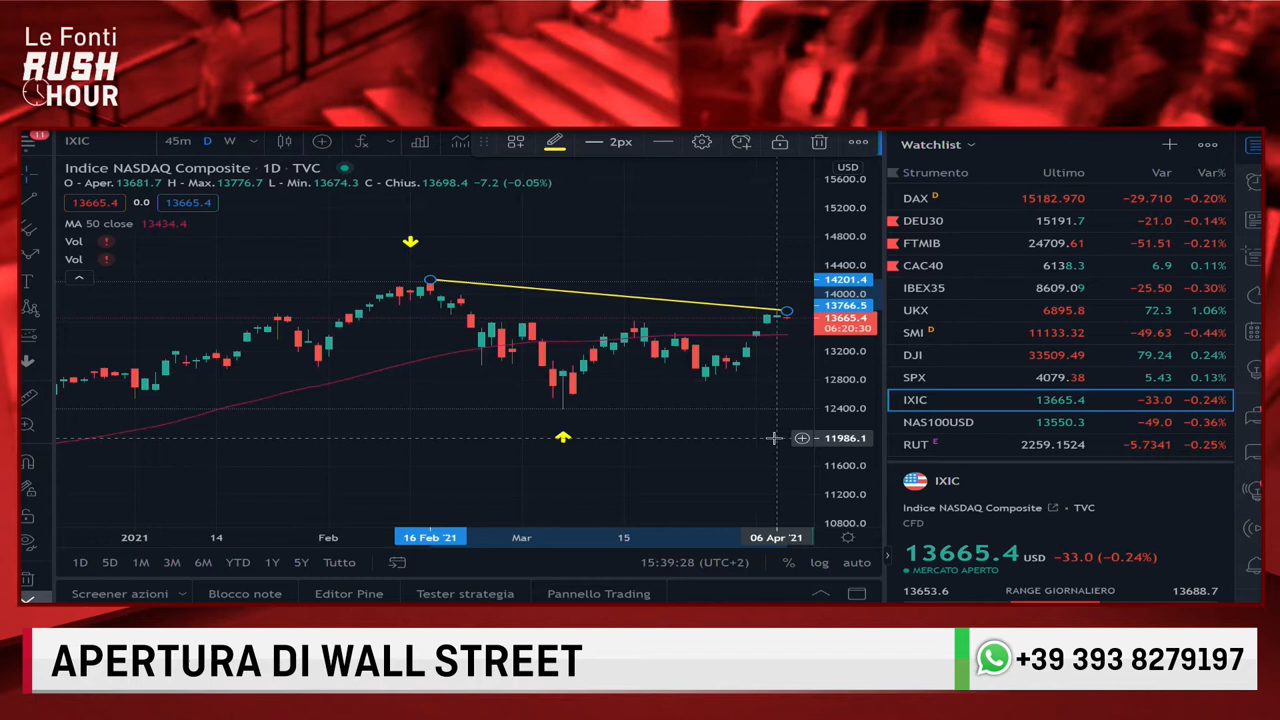 Le Fonti
RUSH
HOUR
11
IXIC 45m D W fx 2px
Indice NASDAQ Composite · 1D · TVC
O - Aper. 13681.7 H - Max. 13776.7 L - Min. 13674.3 C - Chius. 13698.4 -7.2 (-0.05%)
13665.4 0.0 13665.4
MA 50 close 13434.4
Vol !
Vol !
USD
15600.0
15200.0
14800.0
14400.0
14201.4
14000.0
13766.5
13665.4
06:20:30
13200.0
12800.0
12400.0
11986.1
11600.0
11200.0
10800.0
2021 14 Feb 16 Feb '21 Mar 15 06 Apr '21
1D 5D 1M 3M 6M YTD 1Y 5Y Tutto 15:39:28 (UTC+2) % log auto
Screener azioni Blocco note Editor Pine Tester strategia Pannello Trading
Watchlist
Strumento Ultimo Var Var%
DAX D 15182.970 -29.710 -0.20%
DEU30 15191.7 -21.0 -0.14%
FTMIB 24709.61 -51.51 -0.21%
CAC40 6138.3 6.9 0.11%
IBEX35 8609.09 -25.50 -0.30%
UKX 6895.8 72.3 1.06%
SMI D 11133.32 -49.63 -0.44%
DJI 33509.49 79.24 0.24%
SPX 4079.38 5.43 0.13%
IXIC 13665.4 -33.0 -0.24%
NAS100USD 13550.3 -49.0 -0.36%
RUT E 2259.1524 -5.7341 -0.25%
IXIC
Indice NASDAQ Composite · TVC
CFD
13665.4 USD -33.0 (-0.24%)
MERCATO APERTO
13653.6 RANGE GIORNALIERO 13688.7
APERTURA DI WALL STREET
+39 393 8279197